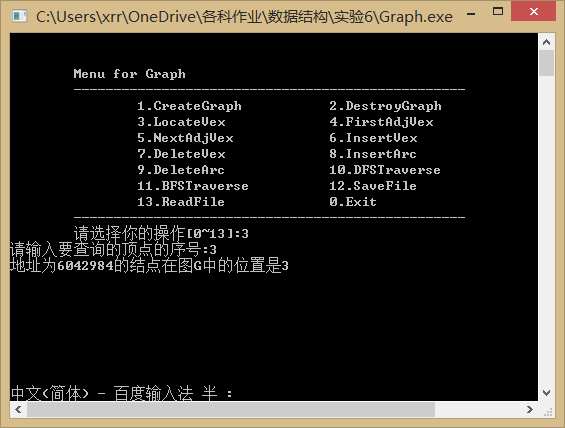 C:\Users\xrr\OneDrive\各科作业\数据结构\实验6\Graph.exe
Menu for Graph
----------------------------------------------------------
1.CreateGraph 2.DestroyGraph
3.LocateVex 4.FirstAdjVex
5.NextAdjVex 6.InsertVex
7.DeleteVex 8.InsertArc
9.DeleteArc 10.DFSTraverse
11.BFSTraverse 12.SaveFile
13.ReadFile 0.Exit
----------------------------------------------------------
请选择你的操作[0~13]:3
请输入要查询的顶点的序号:3
地址为6042984的结点在图G中的位置是3
中文(简体) - 百度输入法 半 :